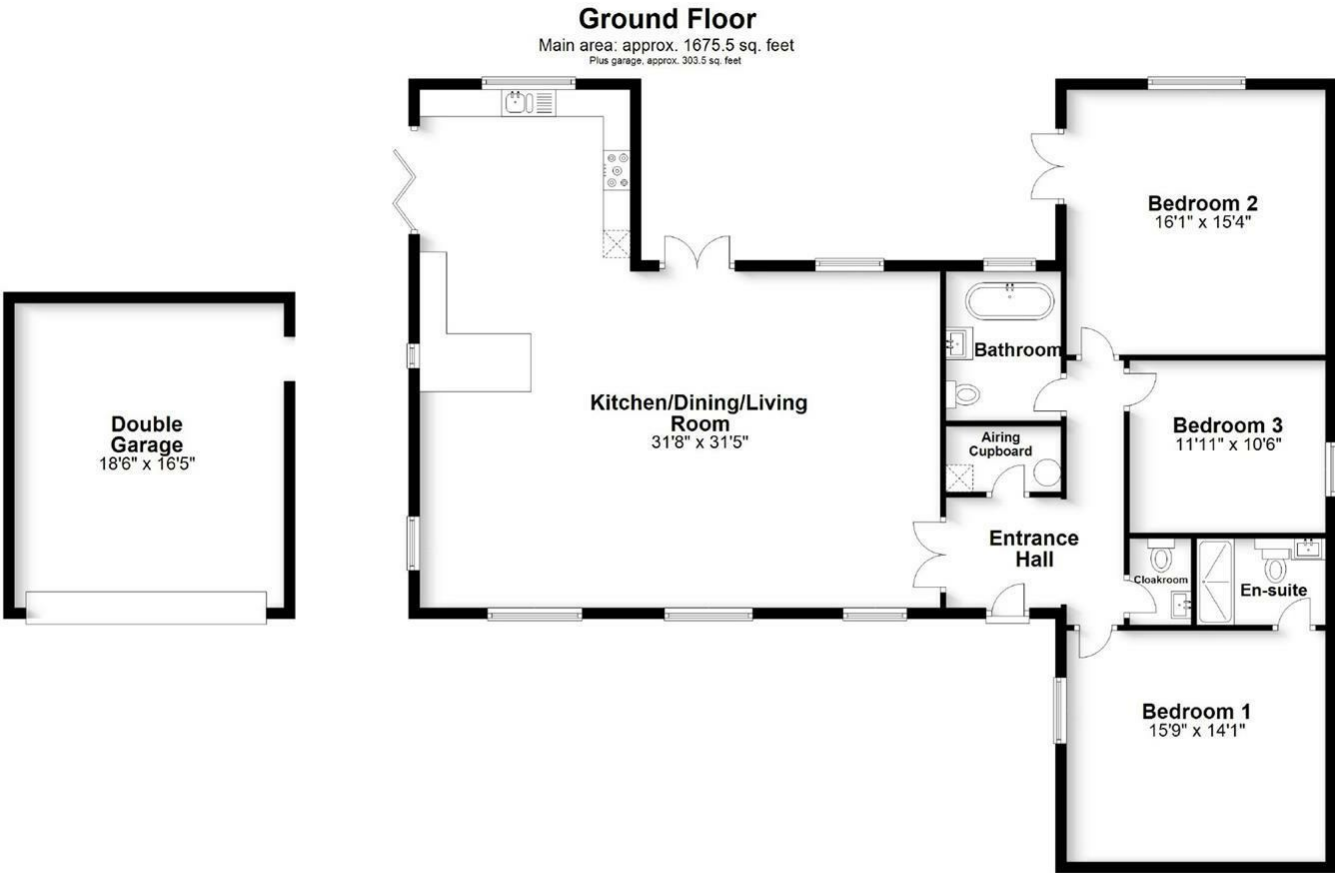 Ground Floor
Main area: approx. 1675.5 sq. feet
Plus garage, approx. 303.5 sq. feet
Bedroom 2
16'1" x 15'4"
Bathroom
Kitchen/Dining/Living
Room
31'8" x 31'5"
Double
Garage
18'6" x 16'5"
Airing
Cupboard
Bedroom 3
11'11" x 10'6"
Entrance
Hall
Cloakroom
En-suite
Bedroom 1
15'9" x 14'1"